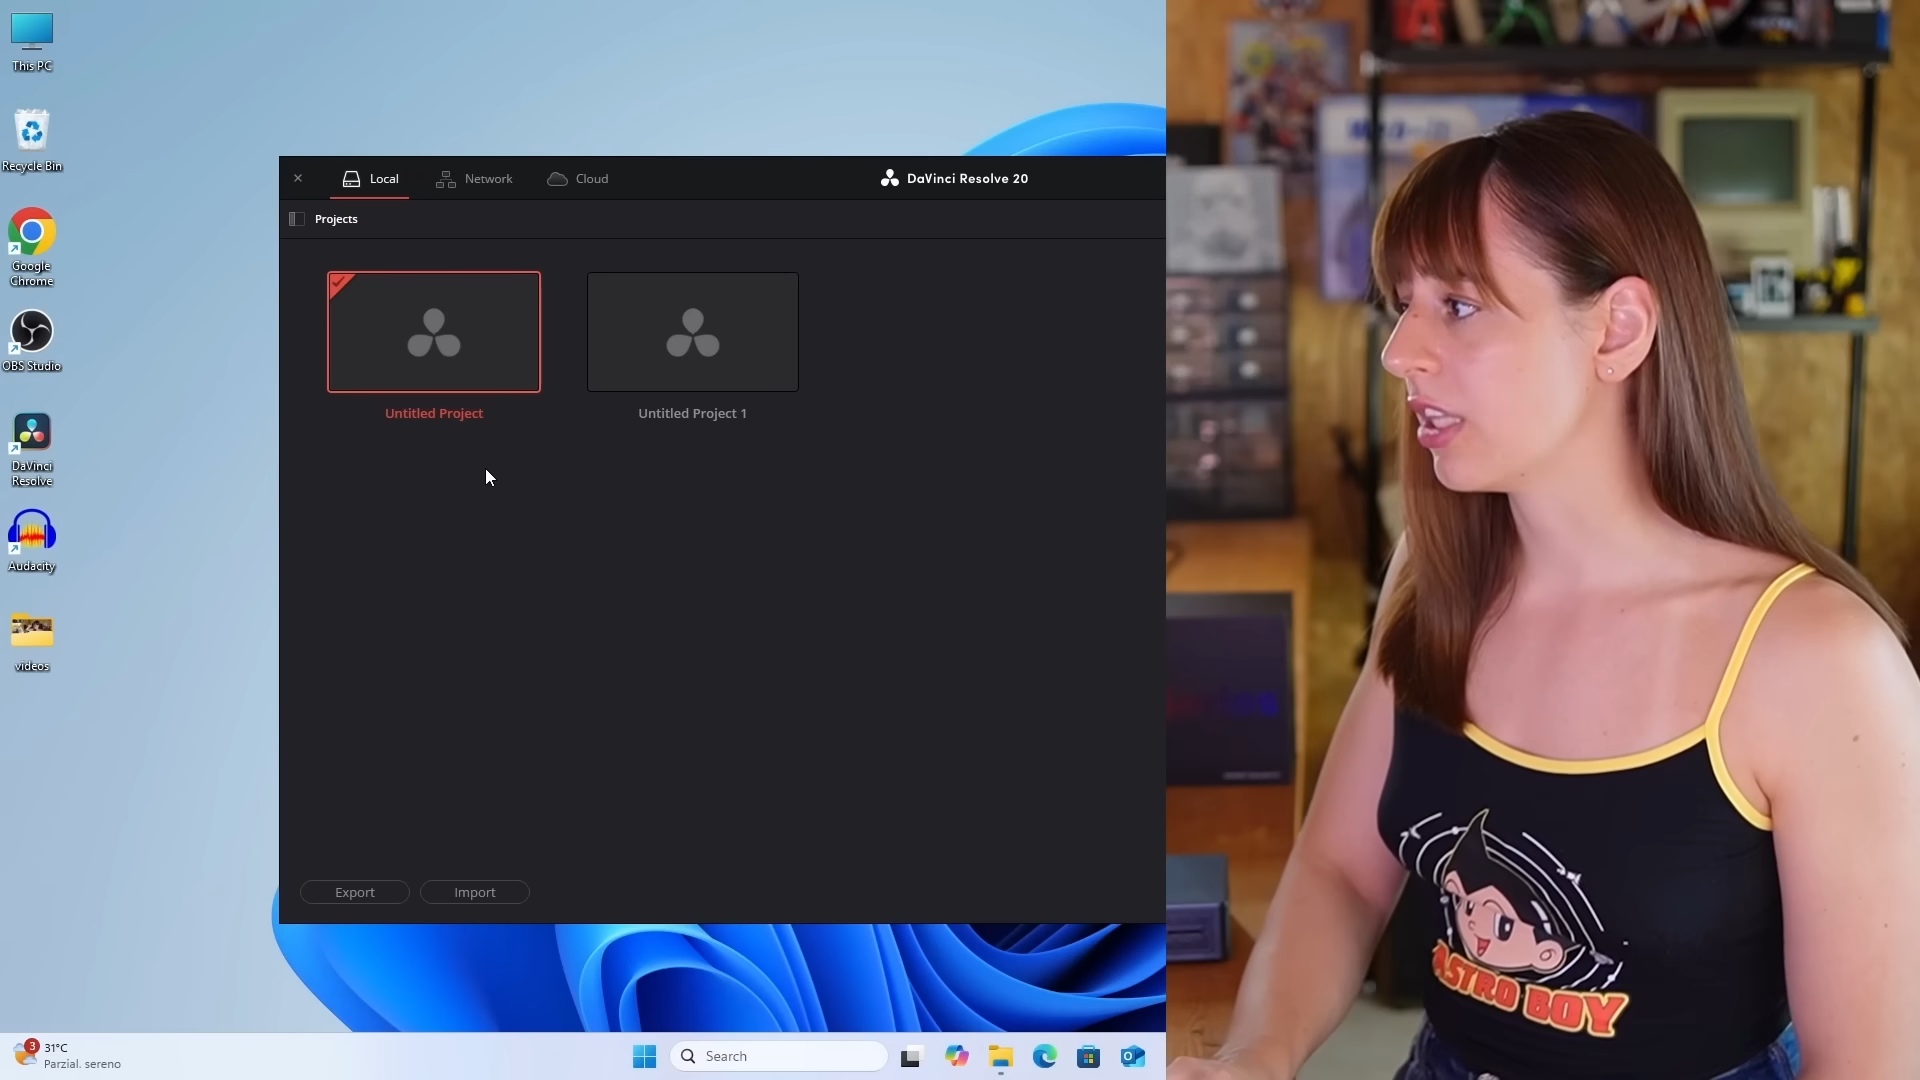 This PC
Recycle Bin
Google
Chrome
OBS Studio
DaVinci
Resolve
Audacity
videos
Local
Network
Cloud
DaVinci Resolve 20
Projects
Untitled Project
Untitled Project 1
Export
Import
3
31°C
Parzial. sereno
Search
ASTRO BOY